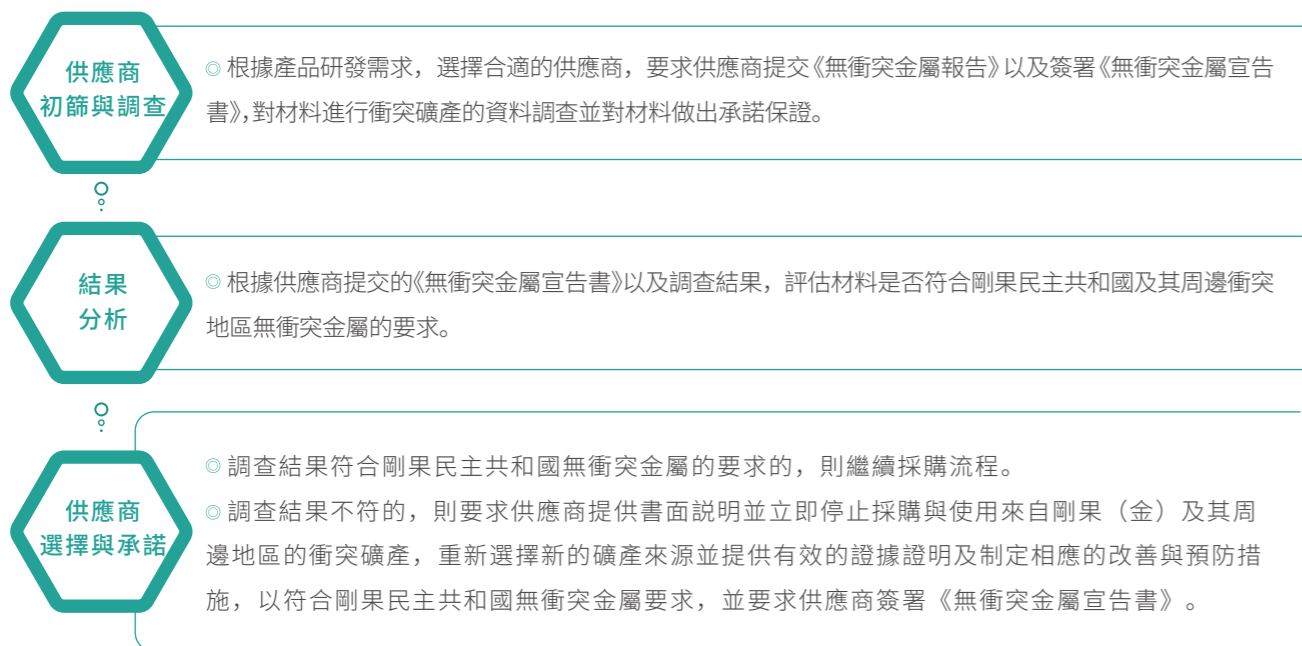 供應商
初篩與調查
◎ 根據產品研發需求，選擇合適的供應商，要求供應商提交《無衝突金屬報告》以及簽署《無衝突金屬宣告
書》，對材料進行衝突礦產的資料調查並對材料做出承諾保證。
結果
分析
◎ 根據供應商提交的《無衝突金屬宣告書》以及調查結果，評估材料是否符合剛果民主共和國及其周邊衝突
地區無衝突金屬的要求。
供應商
選擇與承諾
◎ 調查結果符合剛果民主共和國無衝突金屬的要求的，則繼續採購流程。
◎ 調查結果不符的，則要求供應商提供書面説明並立即停止採購與使用來自剛果（金）及其周
邊地區的衝突礦產，重新選擇新的礦產來源並提供有效的證據證明及制定相應的改善與預防措
施，以符合剛果民主共和國無衝突金屬要求，並要求供應商簽署《無衝突金屬宣告書》。